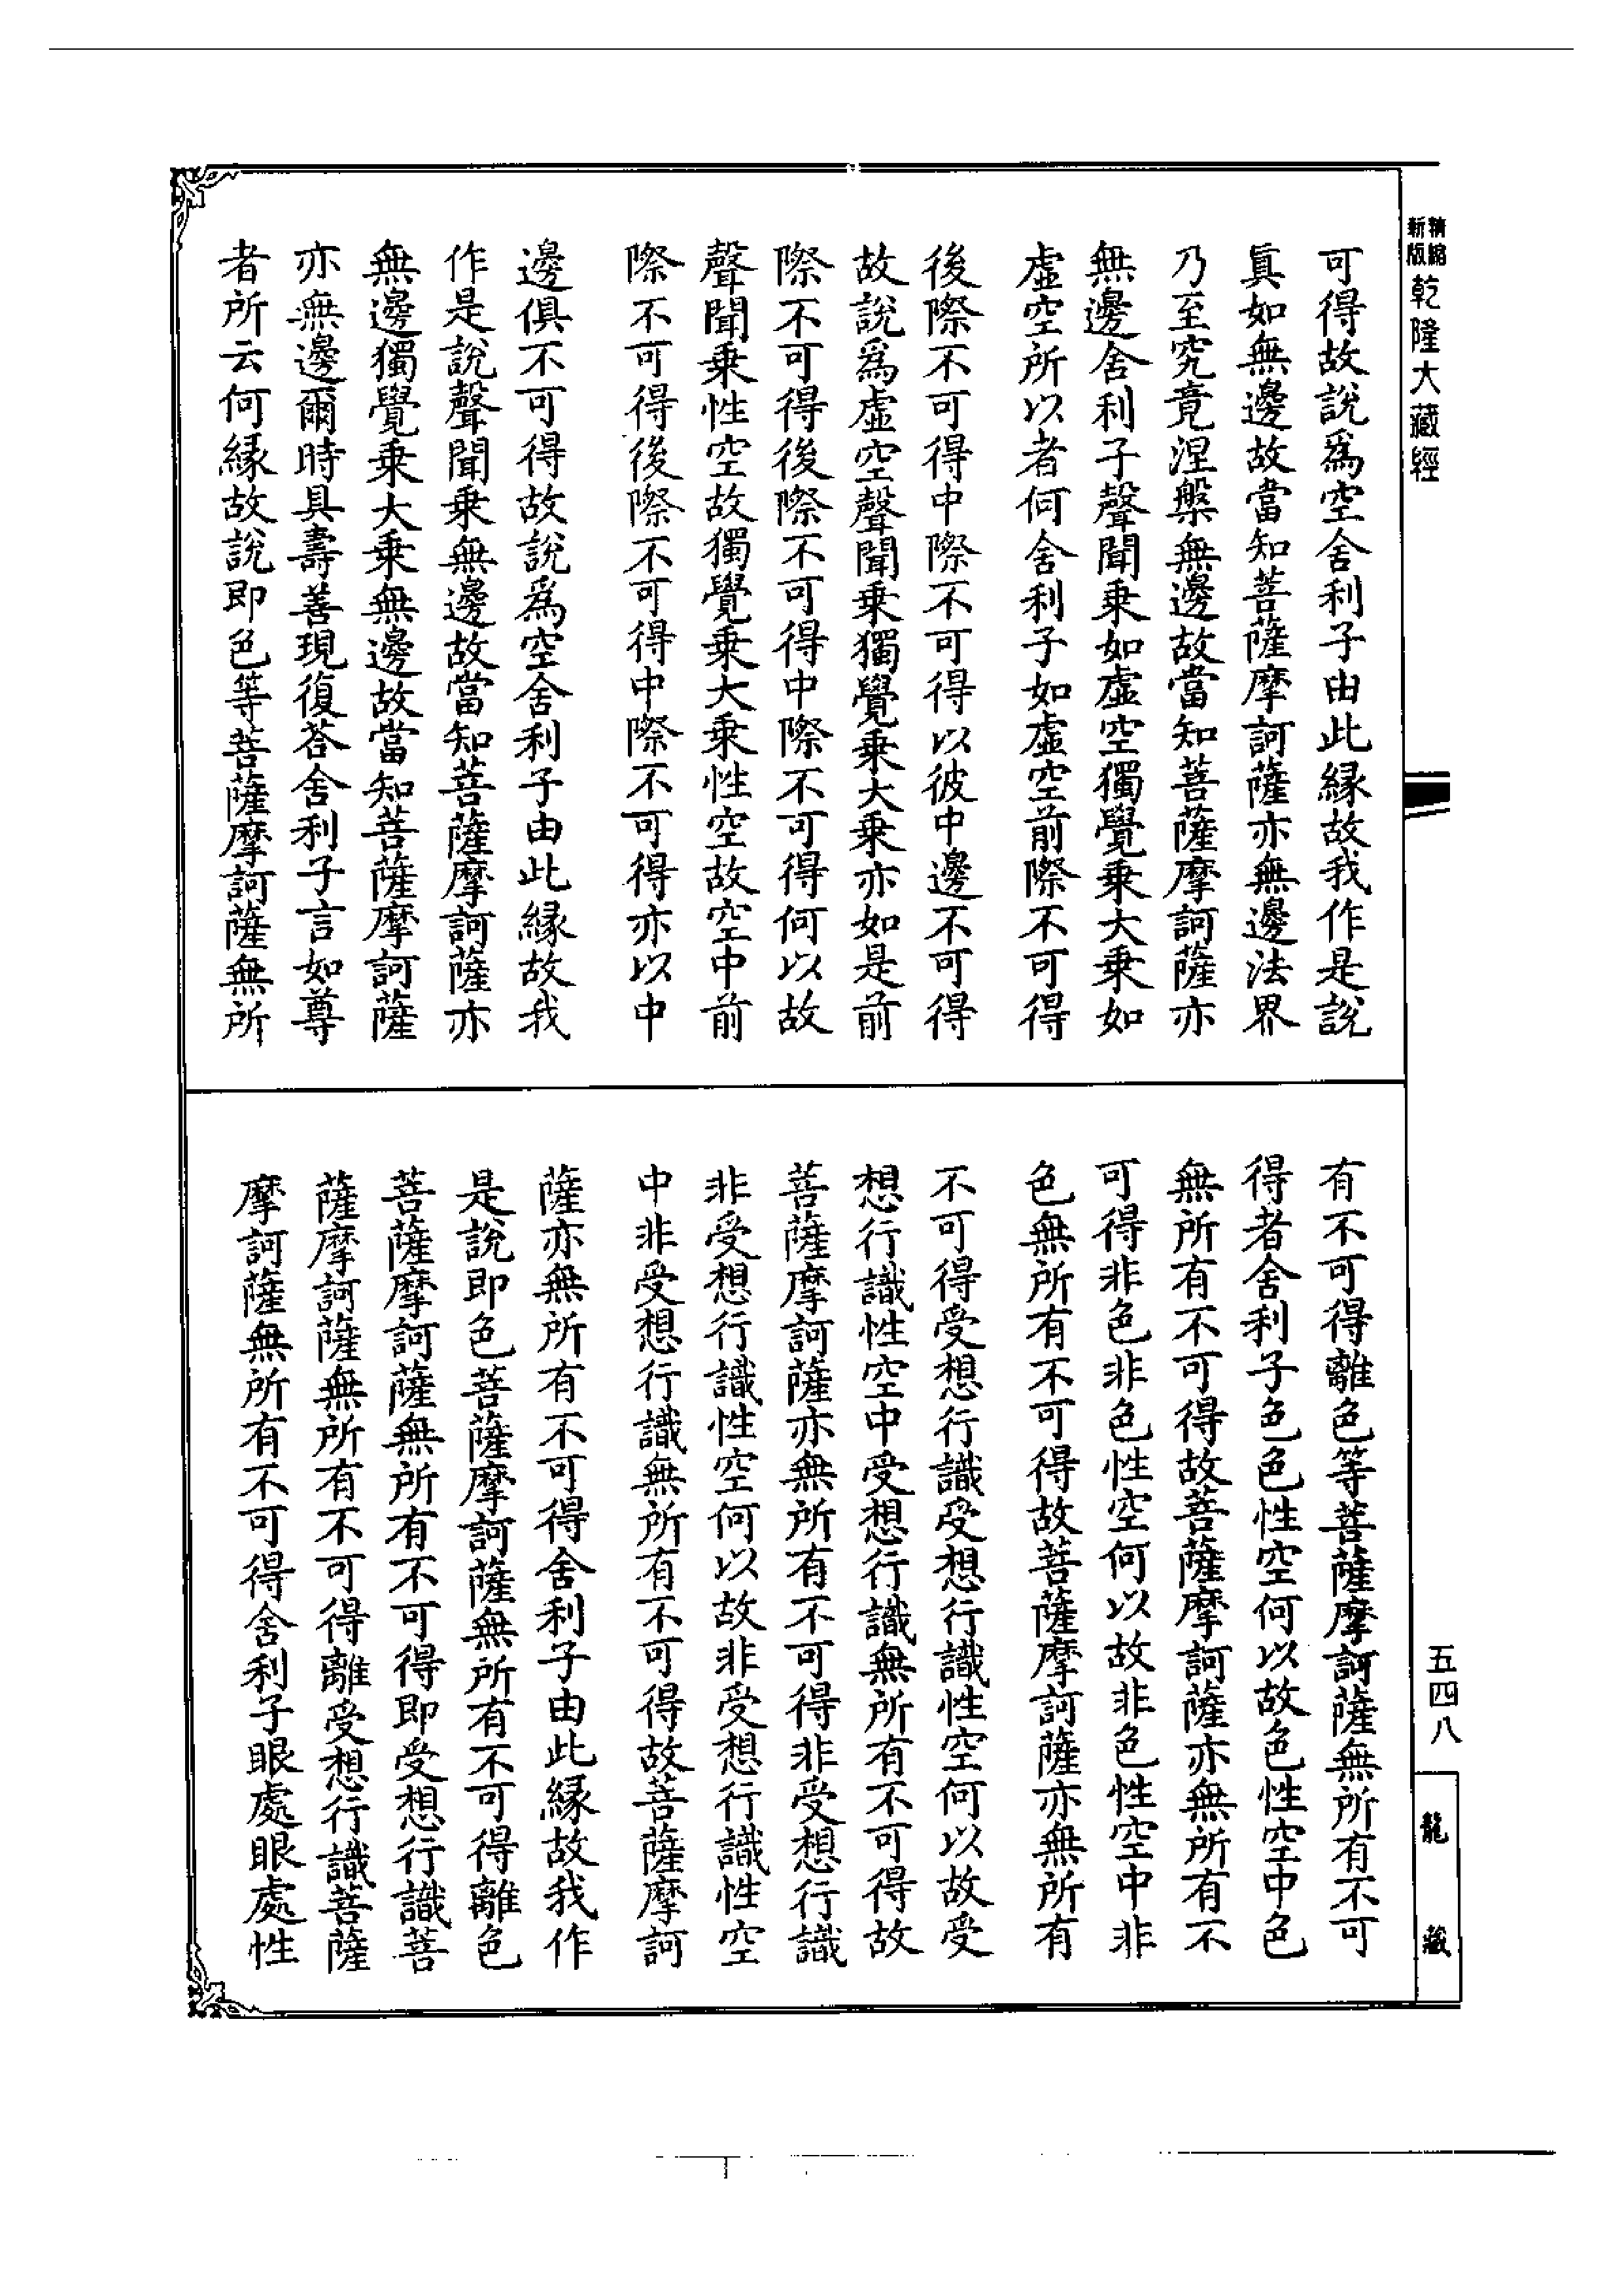 精縮新版乾隆大藏經
可得故說爲空舍利子由此緣故我作是說
眞如無邊故當知菩薩摩訶薩亦無邊法界
乃至究竟涅槃無邊故當知菩薩摩訶薩亦
無邊舍利子聲聞乘如虛空獨覺乘大乘如
虛空所以者何舍利子如虛空前際不可得
後際不可得中際不可得以彼中邊不可得
故說爲虛空聲聞乘獨覺乘大乘亦如是前
際不可得後際不可得中際不可得何以故
聲聞乘性空故獨覺乘大乘性空故空中前
際不可得後際不可得中際不可得亦以中
邊俱不可得故說爲空舍利子由此緣故我
作是說聲聞乘無邊故當知菩薩摩訶薩亦
無邊獨覺乘大乘無邊故當知菩薩摩訶薩
亦無邊爾時具壽善現復荅舍利子言如尊
者所云何緣故說即色等菩薩摩訶薩無所
有不可得離色等菩薩摩訶薩無所有不可
得者舍利子色色性空何以故色性空中色
無所有不可得故菩薩摩訶薩亦無所有不
可得非色非色性空何以故非色性空中非
色無所有不可得故菩薩摩訶薩亦無所有
不可得受想行識受想行識性空何以故受
想行識性空中受想行識無所有不可得故
菩薩摩訶薩亦無所有不可得非受想行識
非受想行識性空何以故非受想行識性空
中非受想行識無所有不可得故菩薩摩訶
薩亦無所有不可得舍利子由此緣故我作
是說即色菩薩摩訶薩無所有不可得離色
菩薩摩訶薩無所有不可得即受想行識菩
薩摩訶薩無所有不可得離受想行識菩薩
摩訶薩無所有不可得舍利子眼處眼處性
五四八
龍藏